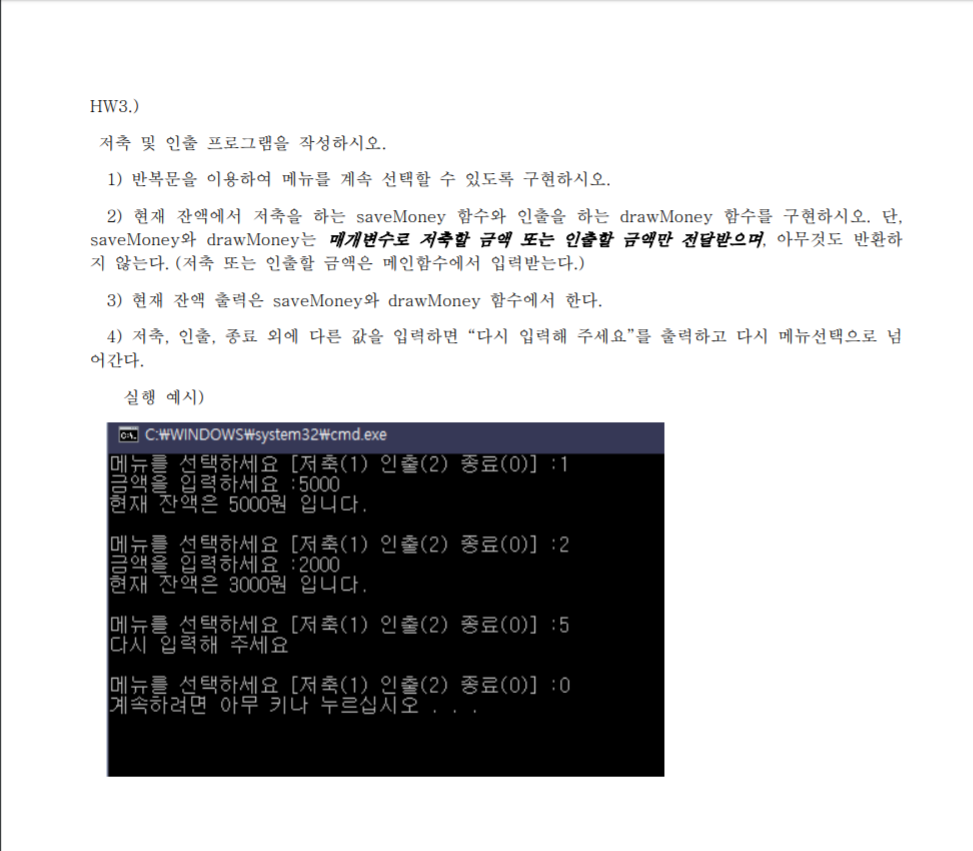 HW3.)
저축 및 인출 프로그램을 작성하시오.
1) 반복문을 이용하여 메뉴를 계속 선택할 수 있도록 구현하시오.
2) 현재 잔액에서 저축을 하는 saveMoney 함수와 인출을 하는 drawMoney 함수를 구현하시오. 단,
saveMoney와 drawMoney는 매개변수로 저축할 금액 또는 인출할 금액만 전달받으며, 아무것도 반환하
지 않는다. (저축 또는 인출할 금액은 메인함수에서 입력받는다.)
3) 현재 잔액 출력은 saveMoney와 drawMoney 함수에서 한다.
4) 저축, 인출, 종료 외에 다른 값을 입력하면 “다시 입력해 주세요”를 출력하고 다시 메뉴선택으로 넘
어간다.
실행 예시)
C:₩WINDOWS₩system32₩cmd.exe
메뉴를 선택하세요 [저축(1) 인출(2) 종료(0)] :1
금액을 입력하세요 :5000
현재 잔액은 5000원 입니다.
메뉴를 선택하세요 [저축(1) 인출(2) 종료(0)] :2
금액을 입력하세요 :2000
현재 잔액은 3000원 입니다.
메뉴를 선택하세요 [저축(1) 인출(2) 종료(0)] :5
다시 입력해 주세요
메뉴를 선택하세요 [저축(1) 인출(2) 종료(0)] :0
계속하려면 아무 키나 누르십시오 . . .